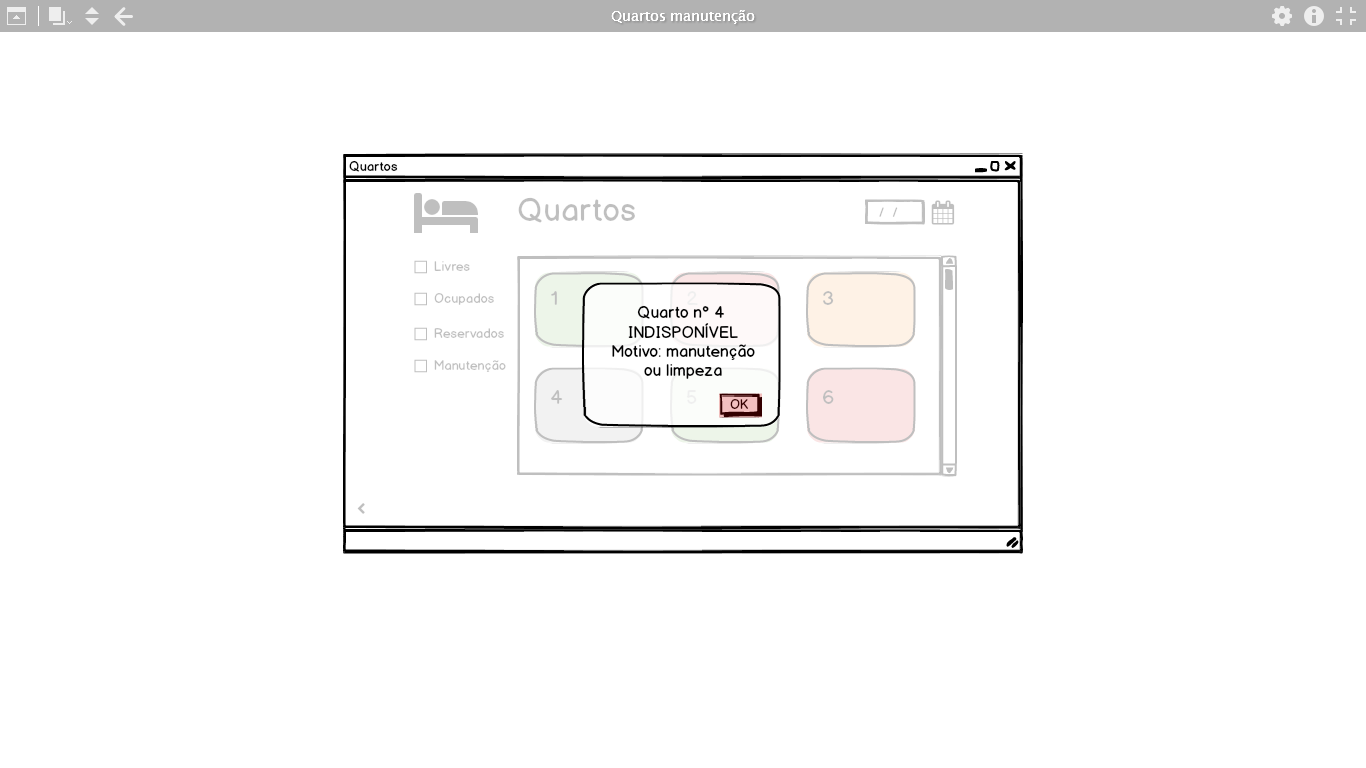 Quartos manutenção
Quartos
Quartos
/ /
Livres
Ocupados
Reservados
Manutenção
1
2
3
4
5
6
Quarto nº 4
INDISPONÍVEL
Motivo: manutenção
ou limpeza
OK